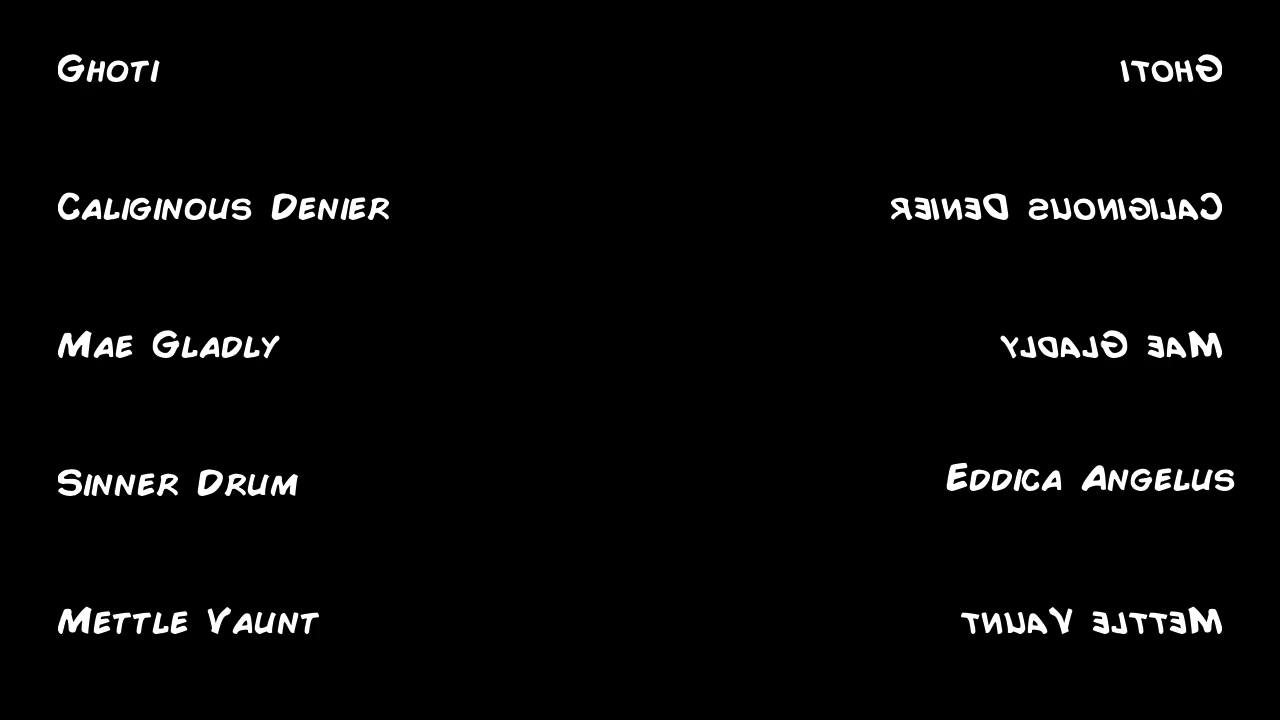 Ghoti Ghoti
Caliginous Denier Caliginous Denier
Mae Gladly Mae Gladly
Sinner Drum Eddica Angelus
Mettle Vaunt Mettle Vaunt